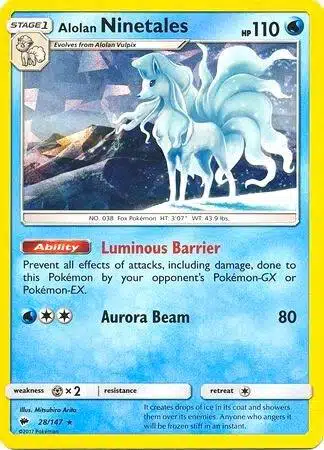 STAGE 1 Alolan Ninetales HP 110
Evolves from Alolan Vulpix
NO. 038 Fox Pokémon HT: 3'07" WT: 43.9 lbs.
Ability Luminous Barrier
Prevent all effects of attacks, including damage, done to
this Pokémon by your opponent's Pokémon-GX or
Pokémon-EX.
Aurora Beam 80
weakness × 2 resistance retreat
Illus. Mitsuhiro Arita
28/147 ★
©2017 Pokémon
It creates drops of ice in its coat and showers
them over its enemies. Anyone who angers it
will be frozen stiff in an instant.